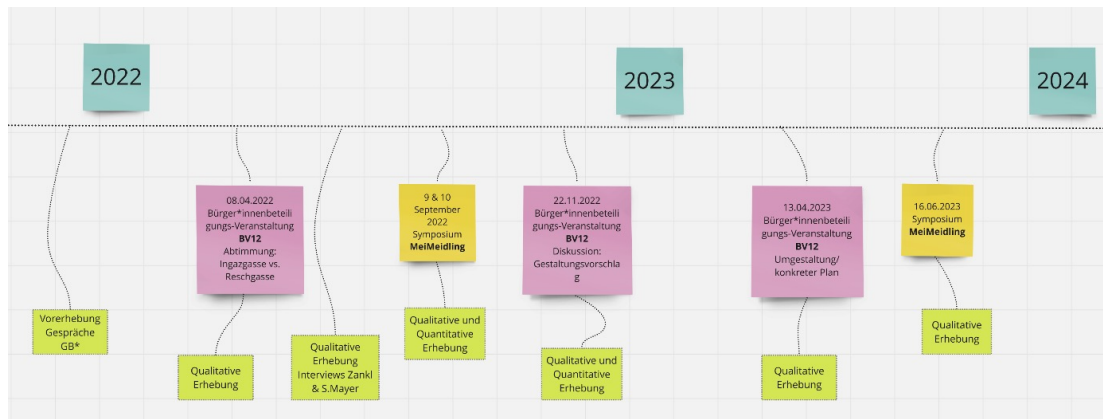 2022
2023
2024
08.04.2022
Bürger*innenbeteili
gungs-Veranstaltung
BV12
Abtimmung:
Ingazgasse vs.
Reschgasse
9 & 10
September
2022
Symposium
MeiMeidling
22.11.2022
Bürger*innenbeteili
gungs-Veranstaltung
BV12
Diskussion:
Gestaltungsvorschla
g
13.04.2023
Bürger*innenbeteili
gungs-Veranstaltung
BV12
Umgestaltung/
konkreter Plan
16.06.2023
Symposium
MeiMeidling
Vorerhebung
Gespräche
GB*
Qualitative
Erhebung
Qualitative
Erhebung
Interviews Zankl
& S.Mayer
Qualitative und
Quantitative
Erhebung
Qualitative und
Quantitative
Erhebung
Qualitative
Erhebung
Qualitative
Erhebung